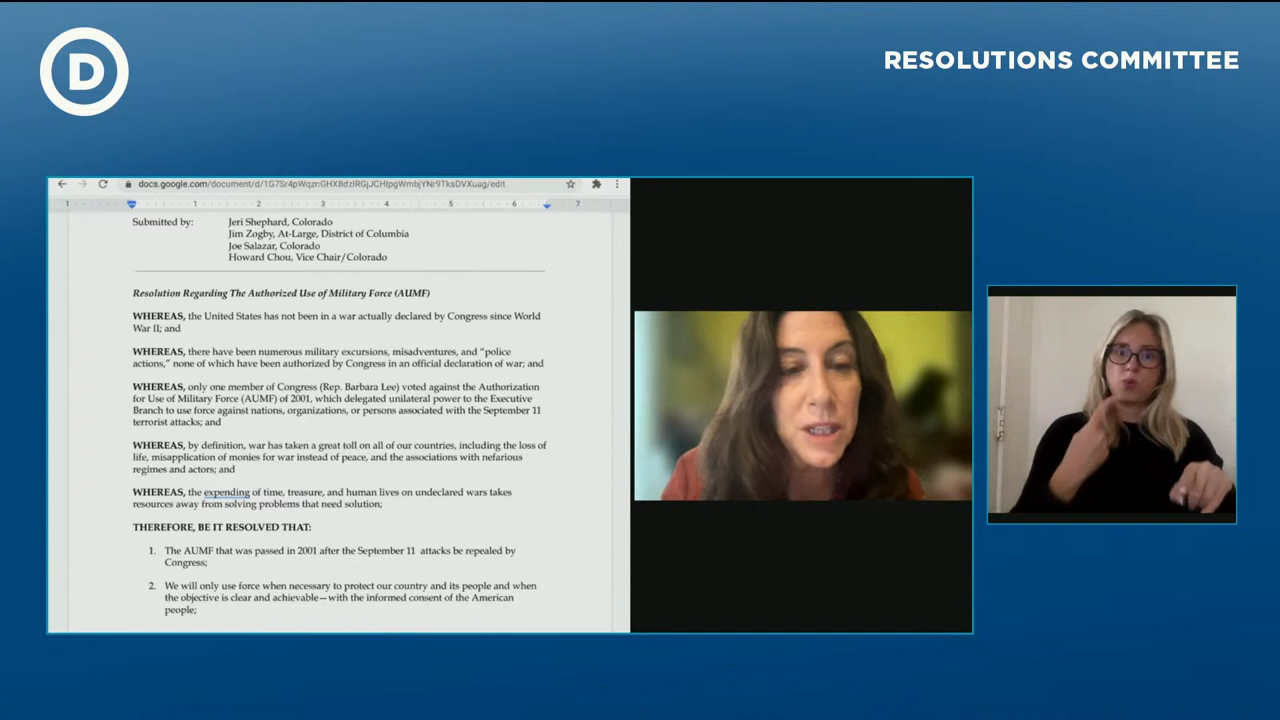 D
RESOLUTIONS COMMITTEE
1 1 2 3 4 5 6 7
Submitted by: Jeri Shephard, Colorado
Jim Zogby, At-Large, District of Columbia
Joe Salazar, Colorado
Howard Chou, Vice Chair/Colorado
Resolution Regarding The Authorized Use of Military Force (AUMF)
WHEREAS, the United States has not been in a war actually declared by Congress since World
War II; and
WHEREAS, there have been numerous military excursions, misadventures, and “police
actions,” none of which have been authorized by Congress in an official declaration of war; and
WHEREAS, only one member of Congress (Rep. Barbara Lee) voted against the Authorization
for Use of Military Force (AUMF) of 2001, which delegated unilateral power to the Executive
Branch to use force against nations, organizations, or persons associated with the September 11
terrorist attacks; and
WHEREAS, by definition, war has taken a great toll on all of our countries, including the loss of
life, misapplication of monies for war instead of peace, and the associations with nefarious
regimes and actors; and
WHEREAS, the expending of time, treasure, and human lives on undeclared wars takes
resources away from solving problems that need solution;
THEREFORE, BE IT RESOLVED THAT:
1. The AUMF that was passed in 2001 after the September 11 attacks be repealed by
Congress;
2. We will only use force when necessary to protect our country and its people and when
the objective is clear and achievable—with the informed consent of the American
people;